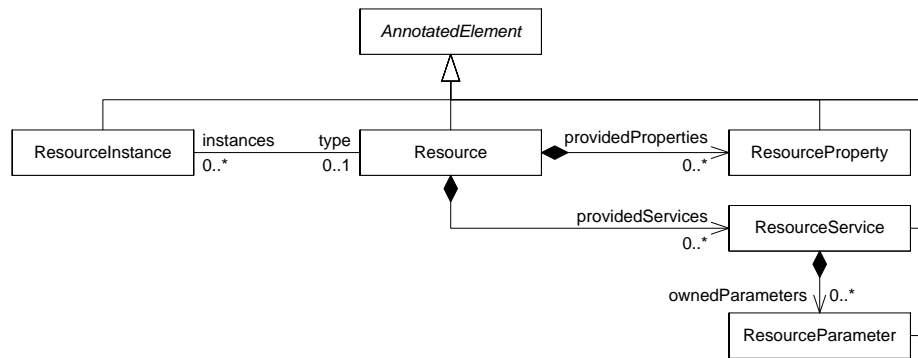 AnnotatedElement
instances
type
providedProperties
ResourceInstance
Resource
ResourceProperty
0..*
0..1
0..*
providedServices
ResourceService
0..*
ownedParameters
0..*
ResourceParameter